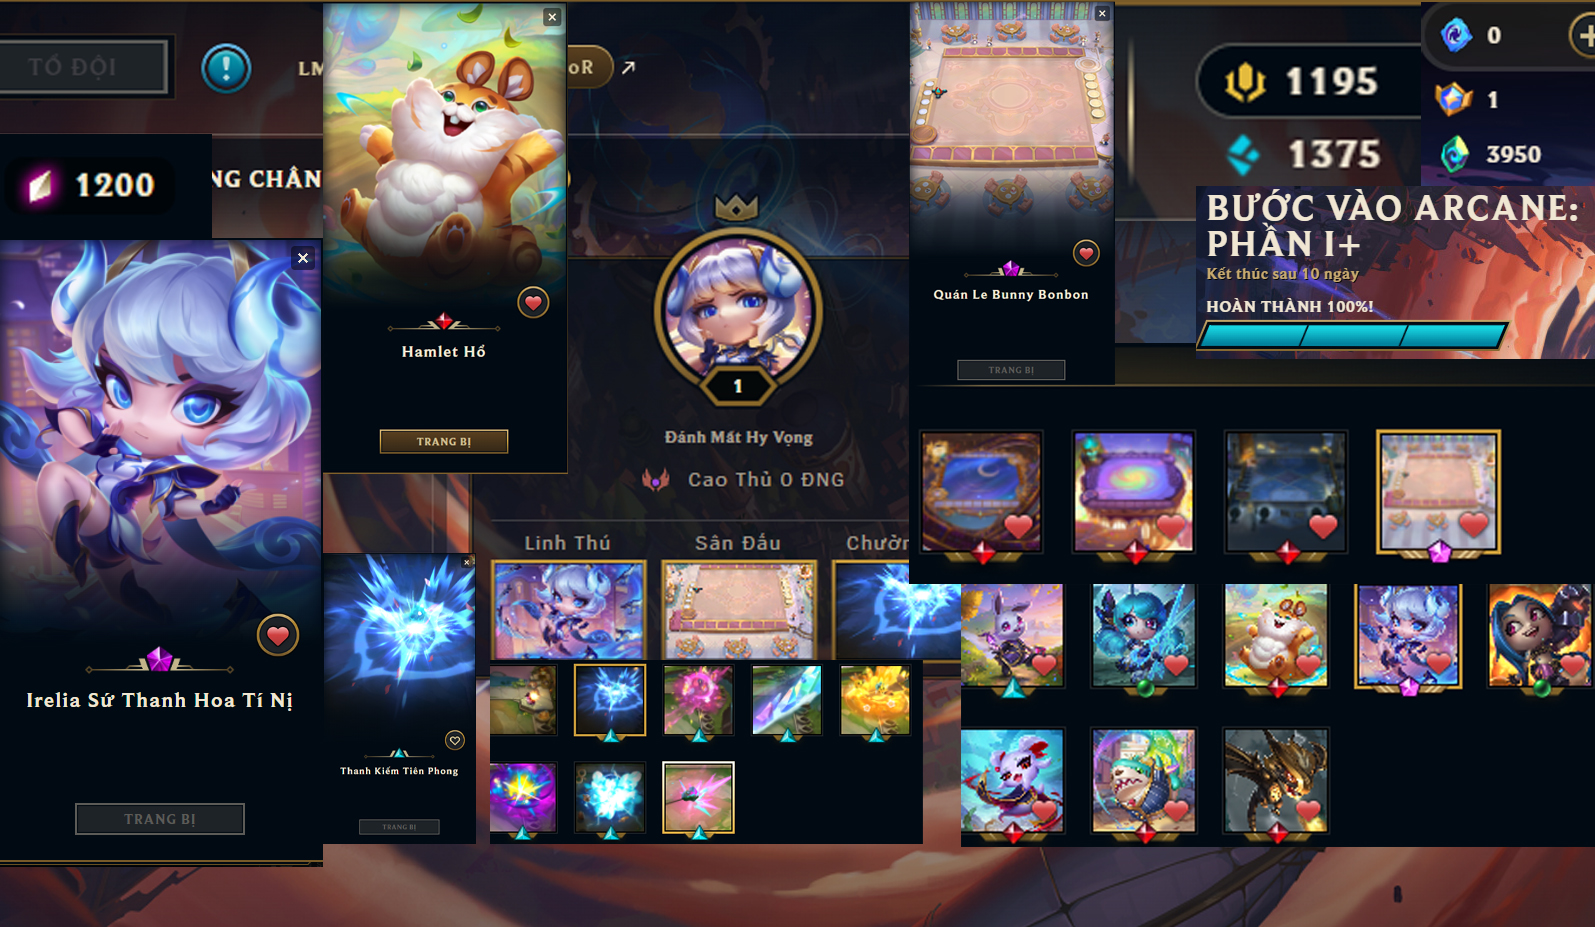 TỔ ĐỘI
LM
oR
1195
0
1
1375
3950
1200
NG CHÂN
BƯỚC VÀO ARCANE:
PHẦN I+
Kết thúc sau 10 ngày
HOÀN THÀNH 100%!
Quán Le Bunny Bonbon
TRANG BỊ
Hamlet Hổ
TRANG BỊ
1
Đánh Mất Hy Vọng
Cao Thủ 0 ĐNG
Linh Thú
Sân Đấu
Chưởn
Irelia Sứ Thanh Hoa Tí Nị
TRANG BỊ
Thanh Kiếm Tiên Phong
TRANG BỊ